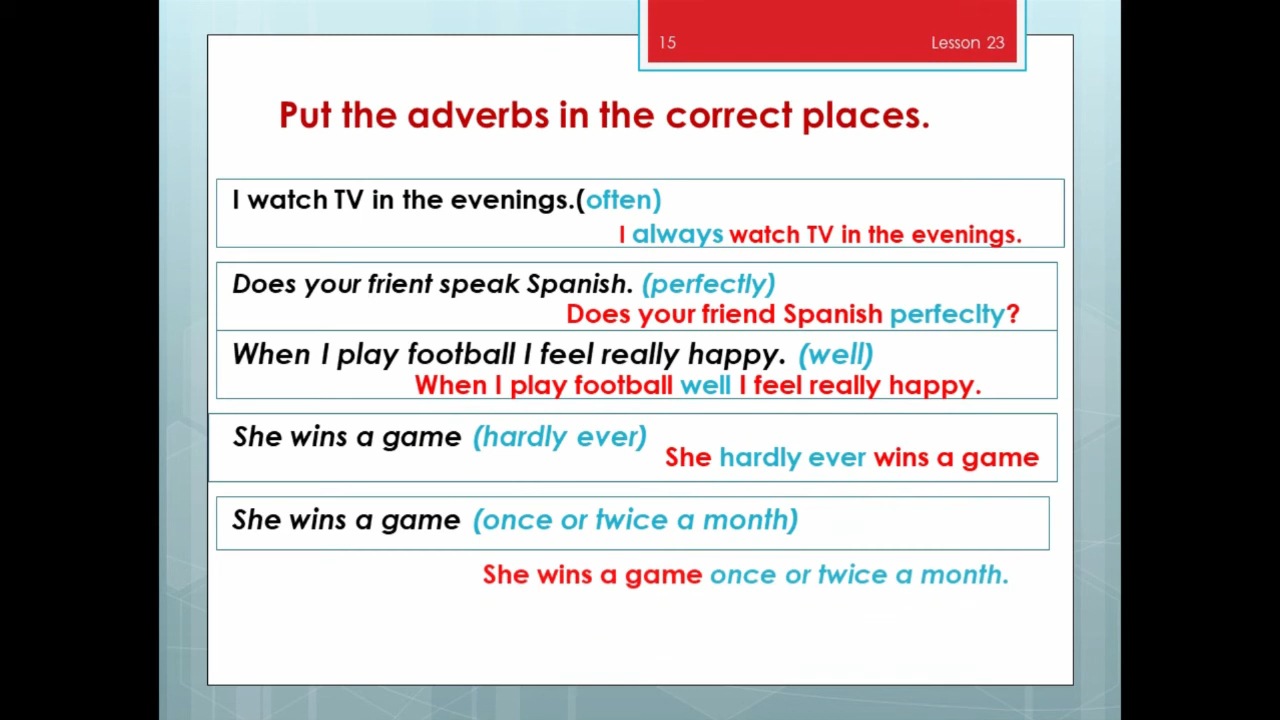 15 Lesson 23
Put the adverbs in the correct places.
I watch TV in the evenings.(often)
I always watch TV in the evenings.
Does your frient speak Spanish. (perfectly)
Does your friend Spanish perfeclty?
When I play football I feel really happy. (well)
When I play football well I feel really happy.
She wins a game (hardly ever)
She hardly ever wins a game
She wins a game (once or twice a month)
She wins a game once or twice a month.